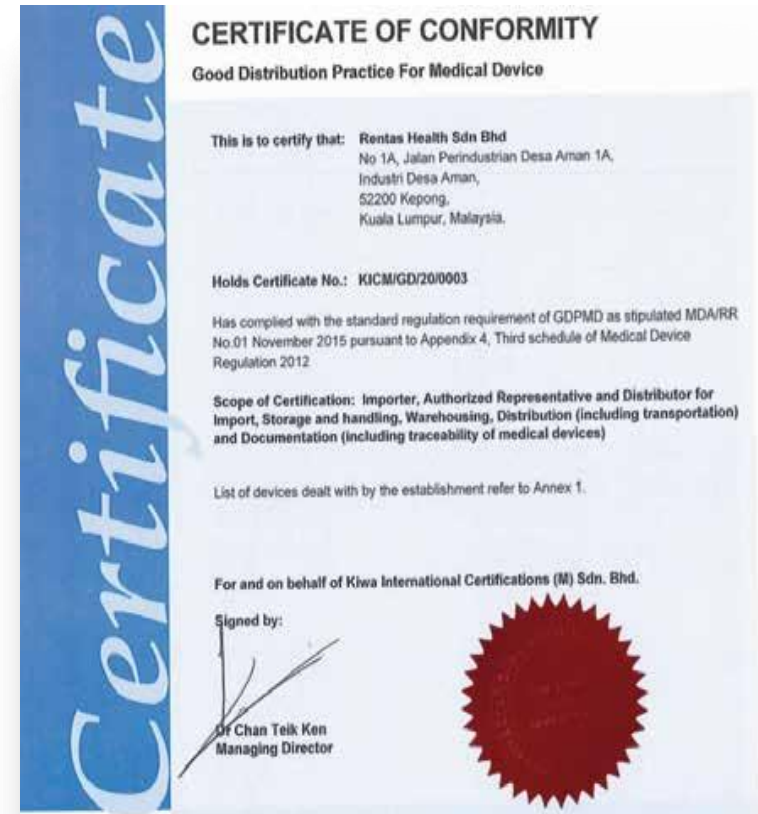 Certificate
CERTIFICATE OF CONFORMITY
Good Distribution Practice For Medical Device
This is to certify that: Rentas Health Sdn Bhd
No 1A, Jalan Perindustrian Desa Aman 1A,
Industri Desa Aman,
52200 Kepong,
Kuala Lumpur, Malaysia.
Holds Certificate No.: KICM/GD/20/0003
Has complied with the standard regulation requirement of GDPMD as stipulated MDA/RR
No.01 November 2015 pursuant to Appendix 4, Third schedule of Medical Device
Regulation 2012
Scope of Certification: Importer, Authorized Representative and Distributor for
Import, Storage and handling, Warehousing, Distribution (including transportation)
and Documentation (including traceability of medical devices)
List of devices dealt with by the establishment refer to Annex 1.
For and on behalf of Kiwa International Certifications (M) Sdn. Bhd.
Signed by:
Dr Chan Teik Ken
Managing Director